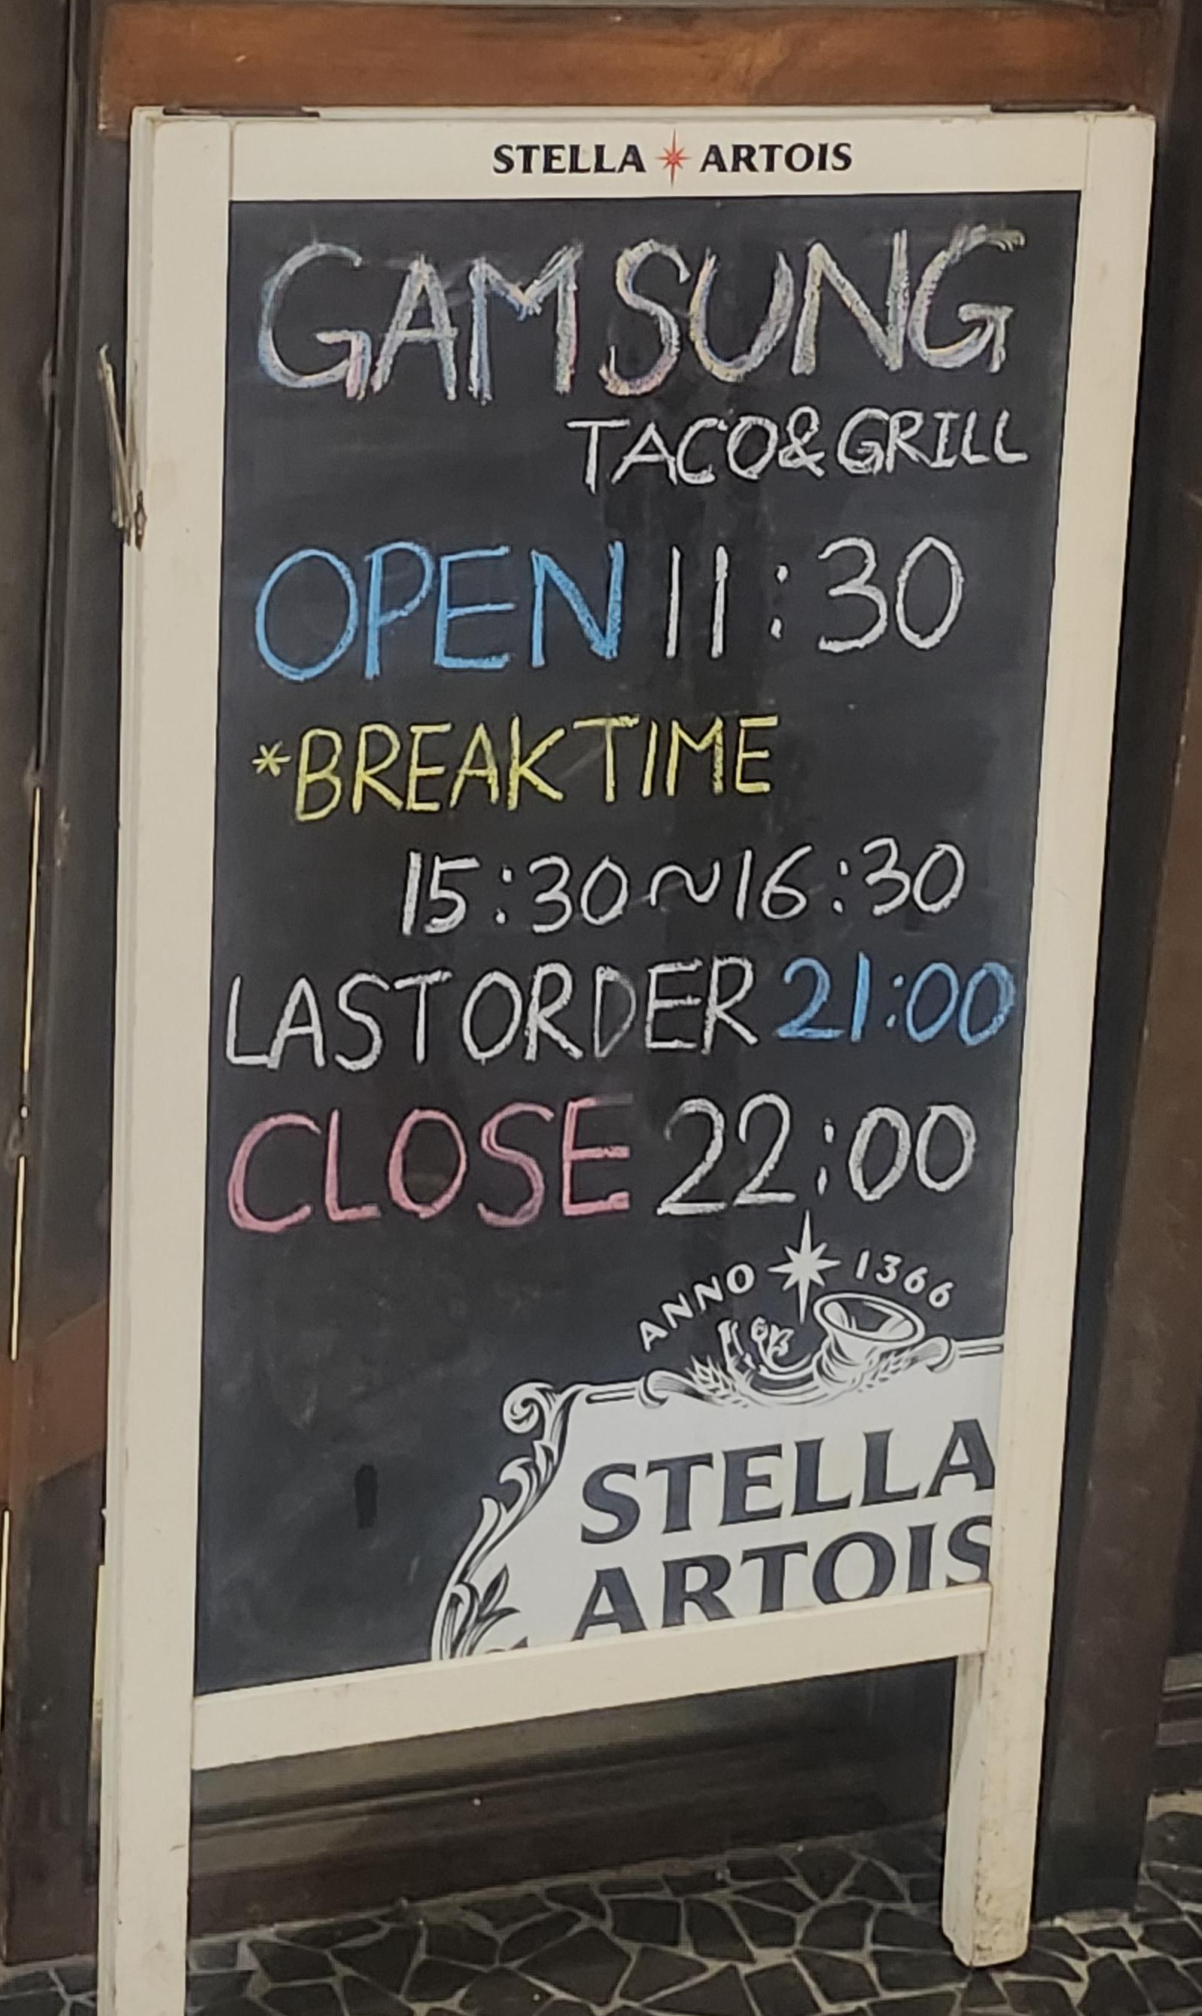 STELLA ARTOIS
GAMSUNG
TACO&GRILL
OPEN 11:30
*BREAKTIME
15:30~16:30
LASTORDER 21:00
CLOSE 22:00
ANNO 1366
STELLA
ARTOIS